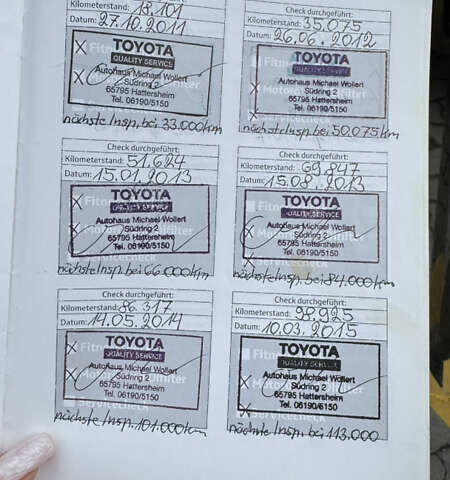 Kilometerstand: 18.101
Datum: 27.10.2011
TOYOTA
QUALITY SERVICE
Autohaus Michael Wollert
Südring 2
65795 Hattersheim
Tel. 06190/5150
nächste Insp. bei 33.000km
Check durchgeführt:
Kilometerstand: 35.075
Datum: 26.06.2012
TOYOTA
QUALITY SERVICE
Autohaus Michael Wollert
Südring 2
65795 Hattersheim
Tel. 06190/5150
nächste Insp. bei 50.075km
Check durchgeführt:
Kilometerstand: 51.624
Datum: 15.01.2013
TOYOTA
QUALITY SERVICE
Autohaus Michael Wollert
Südring 2
65795 Hattersheim
Tel. 06190/5150
nächste Insp. bei 66.000km
Check durchgeführt:
Kilometerstand: 69.847
Datum: 15.08.2013
TOYOTA
QUALITY SERVICE
Autohaus Michael Wollert
Südring 2
65795 Hattersheim
Tel. 06190/5150
nächste Insp. bei 84.000km
Check durchgeführt:
Kilometerstand: 86.317
Datum: 14.05.2014
TOYOTA
QUALITY SERVICE
Autohaus Michael Wollert
Südring 2
65795 Hattersheim
Tel. 06190/5150
Servicecheck
nächste Insp. 101.000km
Check durchgeführt:
Kilometerstand: 98.925
Datum: 10.03.2015
TOYOTA
QUALITY SERVICE
Autohaus Michael Wollert
Südring 2
65795 Hattersheim
Tel. 06190/5150
Servicecheck
nächste Insp. bei 113.000